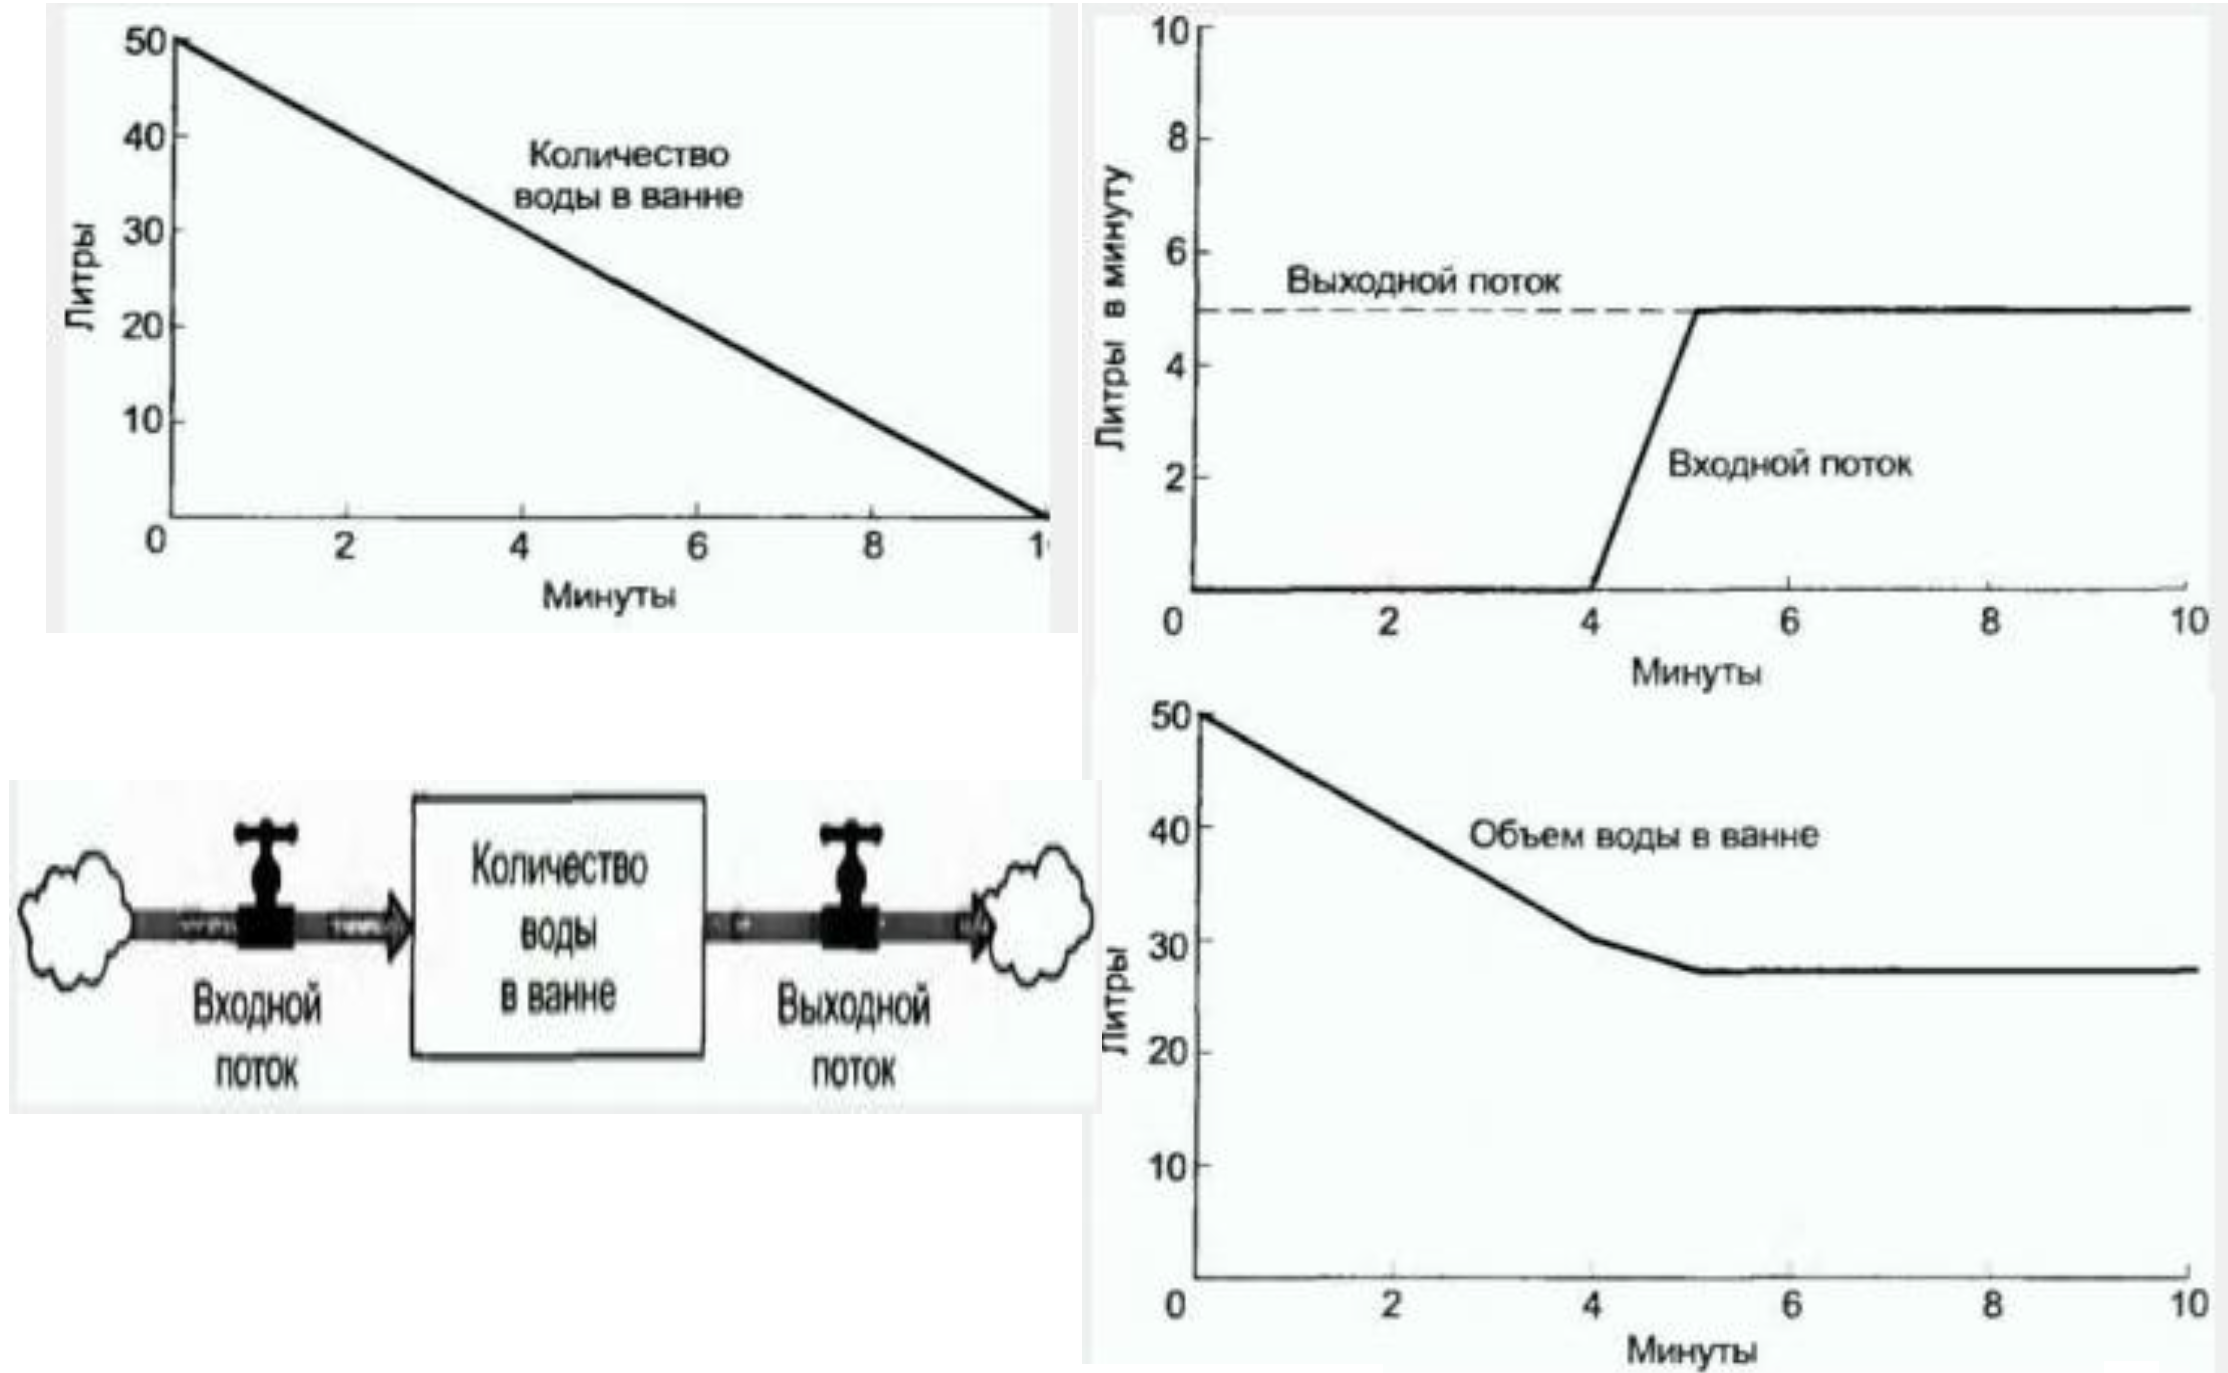 50
40
30
20
10
0
2
4
6
8
1
Литры
Минуты
Количество
воды в ванне
10
8
6
4
2
0
2
4
6
8
10
Литры в минуту
Минуты
Выходной поток
Входной поток
Входной
поток
Количество
воды
в ванне
Выходной
поток
50
40
30
20
10
0
2
4
6
8
10
Литры
Минуты
Объем воды в ванне